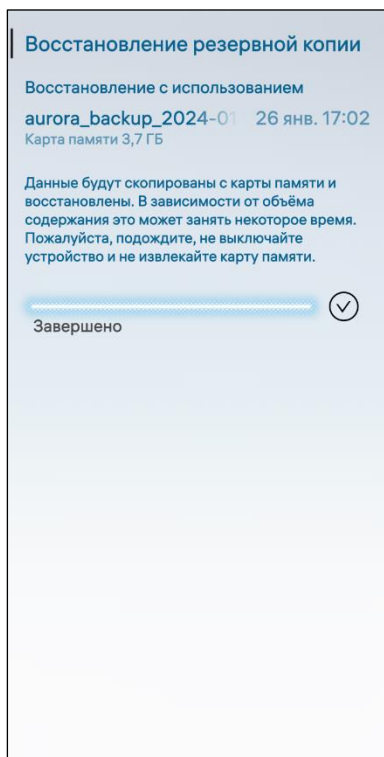 Восстановление резервной копии
Восстановление с использованием
aurora_backup_2024-01 26 янв. 17:02
Карта памяти 3,7 ГБ
Данные будут скопированы с карты памяти и
восстановлены. В зависимости от объёма
содержания это может занять некоторое время.
Пожалуйста, подождите, не выключайте
устройство и не извлекайте карту памяти.
Завершено